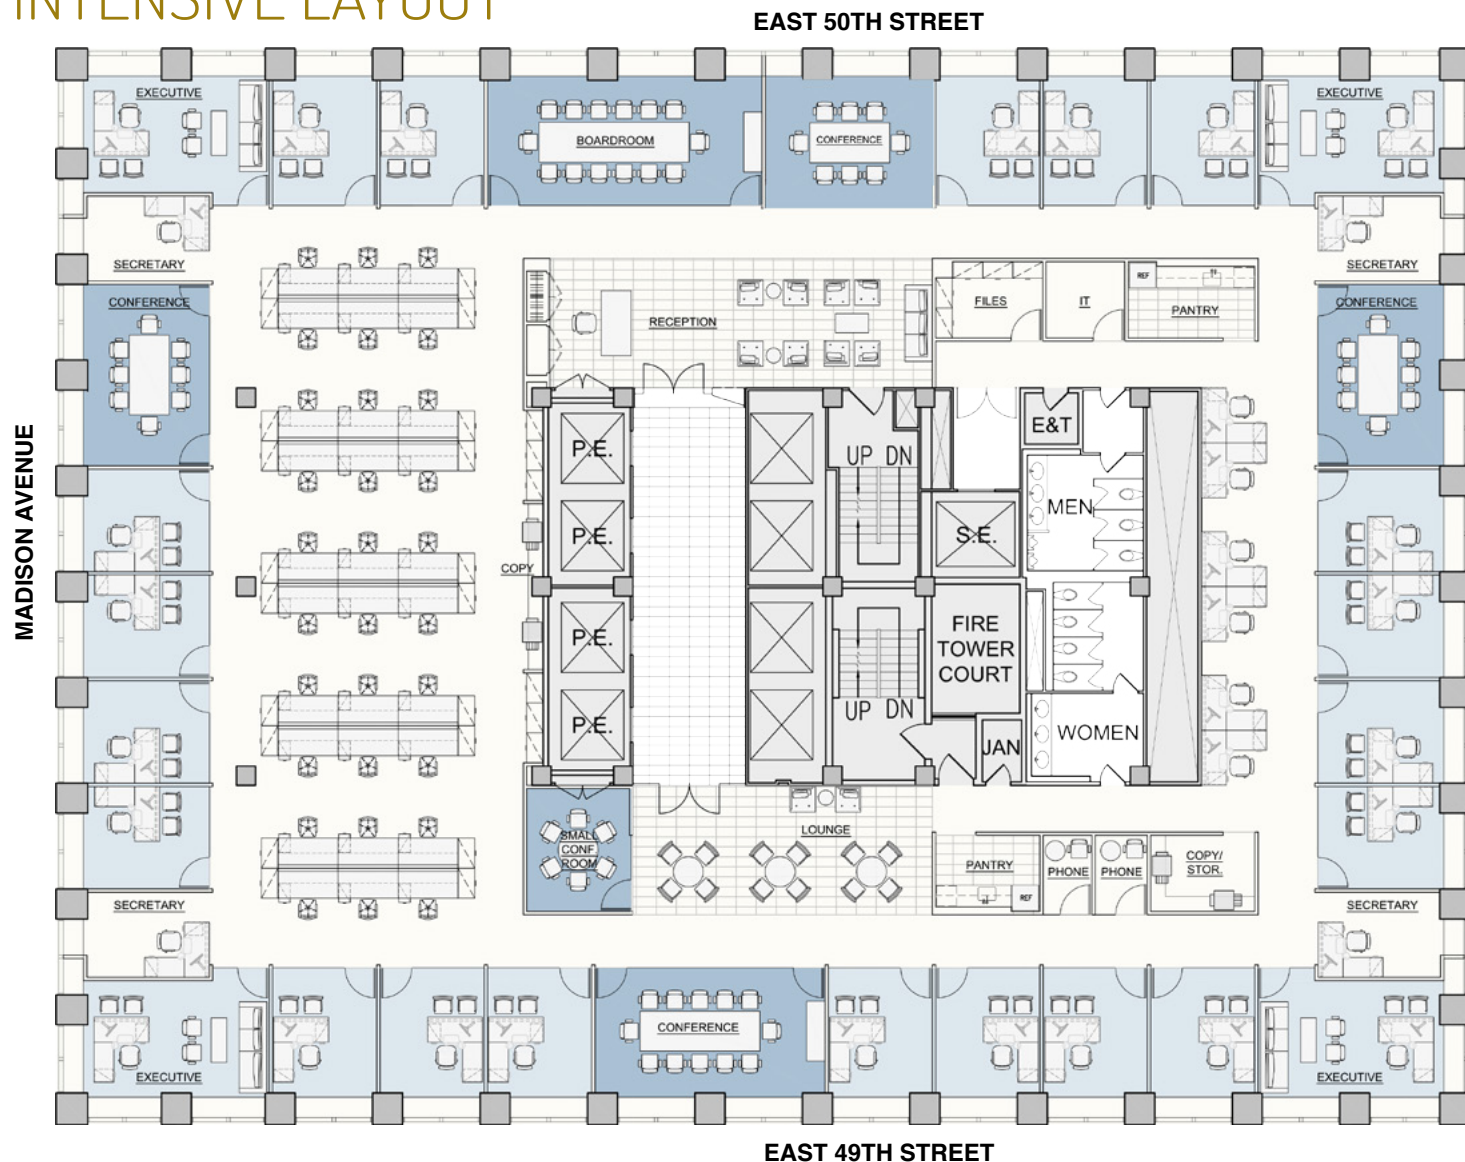 INTENSIVE LAYOUT
EAST 50TH STREET
EXECUTIVE
EXECUTIVE
BOARDROOM
CONFERENCE
SECRETARY
SECRETARY
CONFERENCE
CONFERENCE
RECEPTION
FILES
IT
REF
PANTRY
MADISON AVENUE
P.E.
UP DN
E&T
MEN
P.E.
S.E.
COPY
P.E.
FIRE
TOWER
COURT
P.E.
UP DN
JAN
WOMEN
SMALL
CONF
ROOM
LOUNGE
PANTRY
REF
PHONE
PHONE
COPY/
STOR.
SECRETARY
SECRETARY
CONFERENCE
EXECUTIVE
EXECUTIVE
EAST 49TH STREET